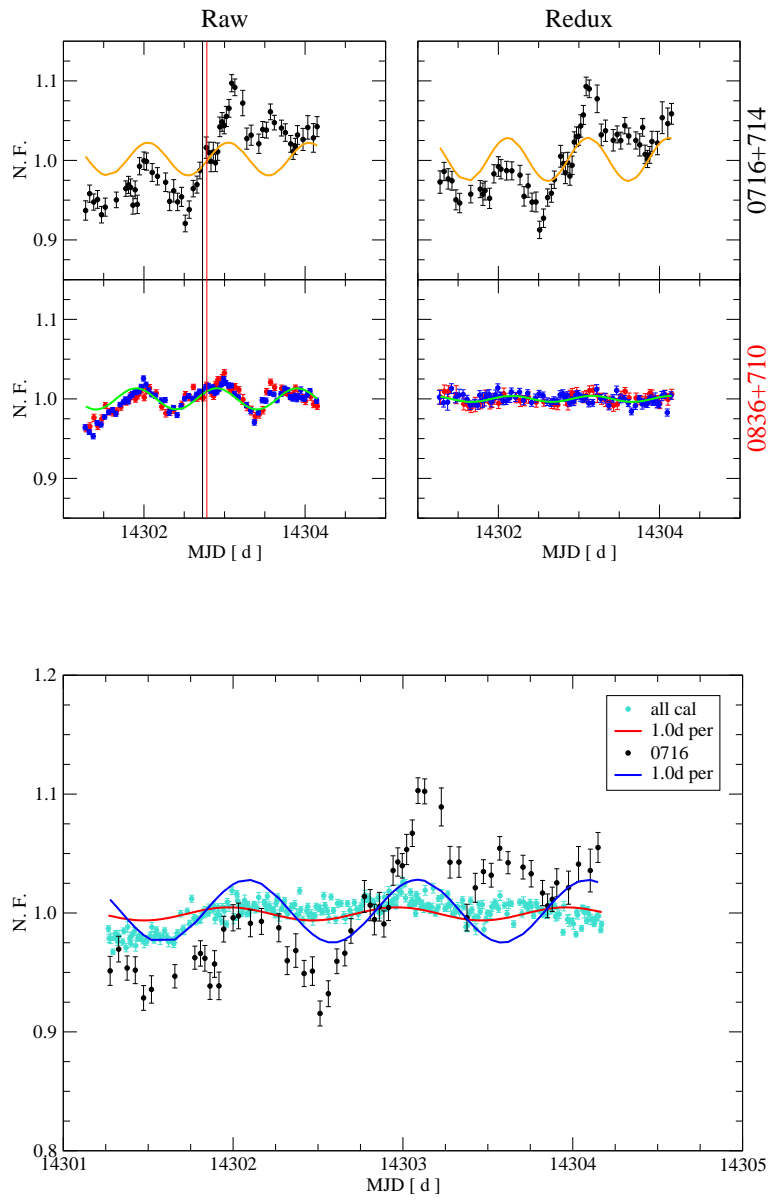 Raw Redux
1.1
1.0
0.9
N. F.
0716+714
1.1
1.0
0.9
N. F.
0836+710
14302 14304 14302 14304
MJD [ d ] MJD [ d ]
1.2
1.1
1.0
0.9
0.8
N. F.
all cal
1.0d per
0716
1.0d per
14301 14302 14303 14304 14305
MJD [ d ]